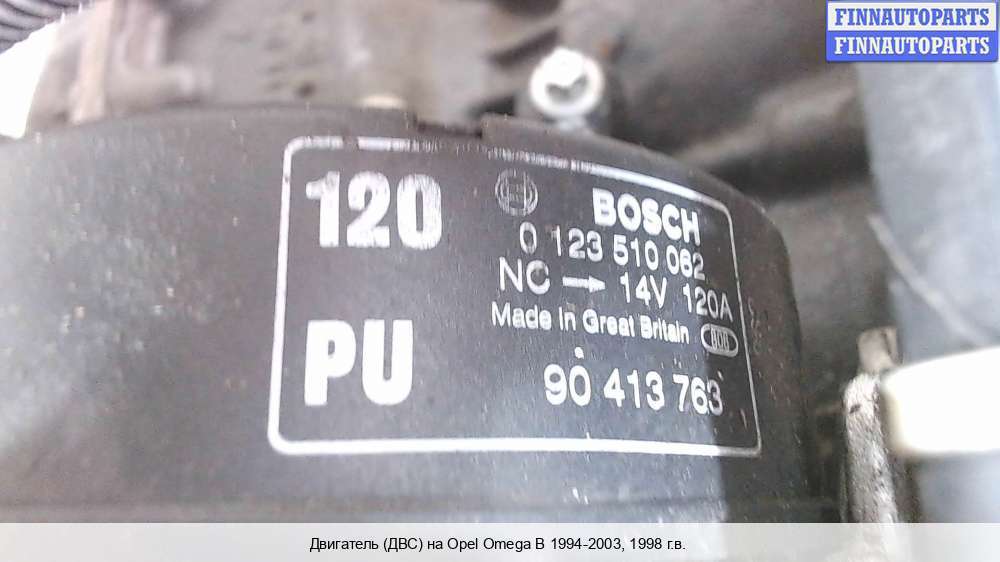 FINNAUTOPARTS
FINNAUTOPARTS
120
BOSCH
0 123 510 062
NC → 14V 120A
Made in Great Britain
PU
90 413 763
Двигатель (ДВС) на Opel Omega B 1994-2003, 1998 г.в.